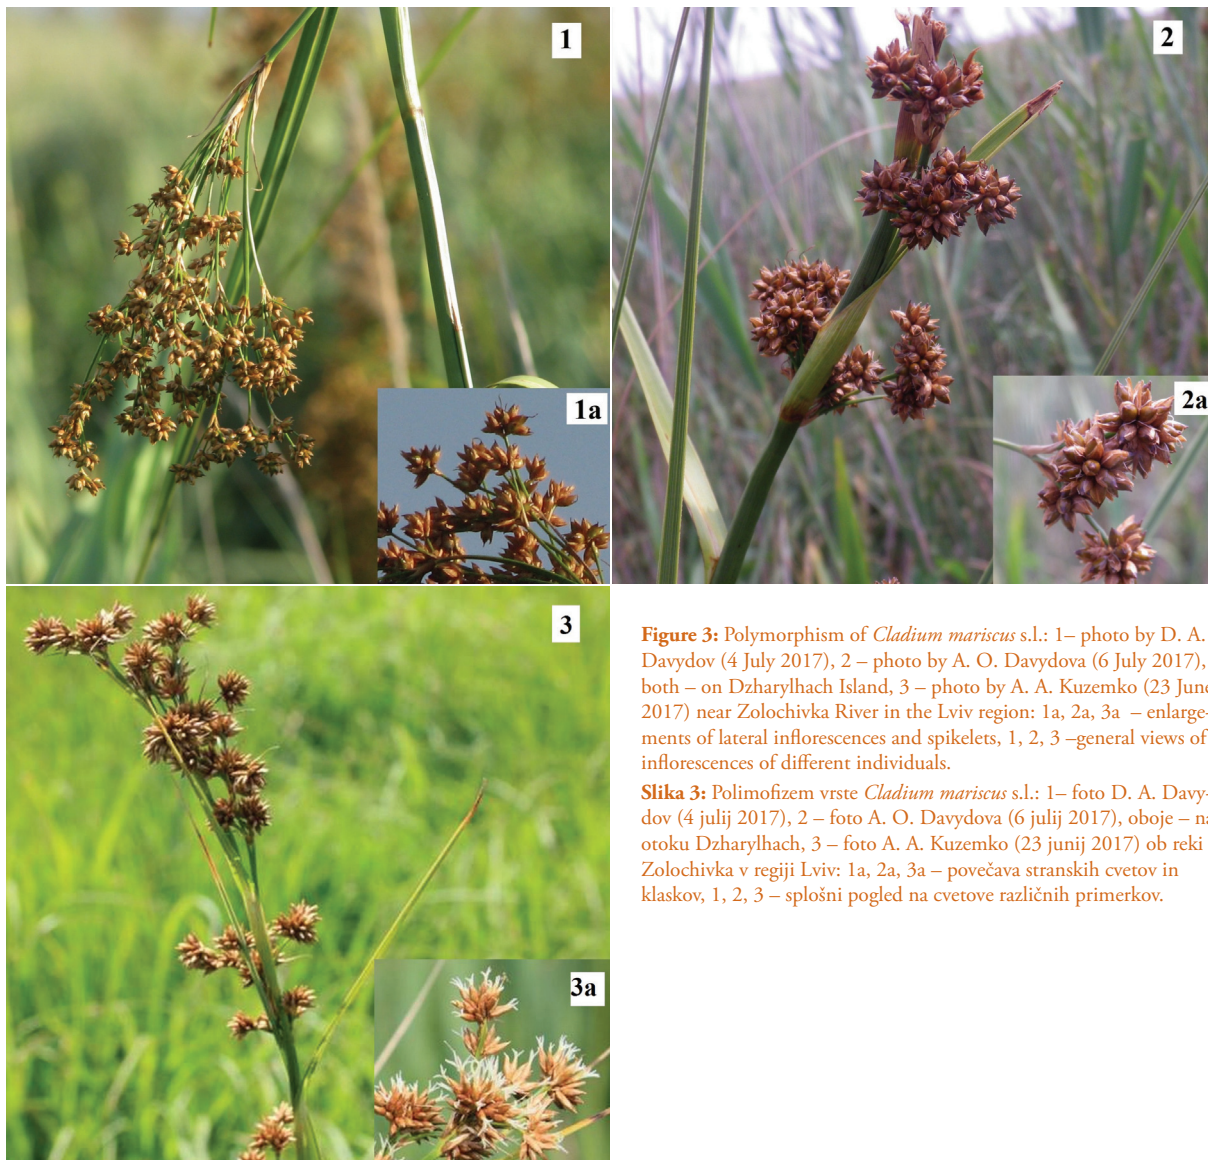 1
2
1a
2a
3
3a
Figure 3: Polymorphism of Cladium mariscus s.l.: 1– photo by D. A.
Davydov (4 July 2017), 2 – photo by A. O. Davydova (6 July 2017),
both – on Dzharylhach Island, 3 – photo by A. A. Kuzemko (23 June
2017) near Zolochivka River in the Lviv region: 1a, 2a, 3a – enlarge-
ments of lateral inflorescences and spikelets, 1, 2, 3 –general views of
inflorescences of different individuals.
Slika 3: Polimofizem vrste Cladium mariscus s.l.: 1– foto D. A. Davy-
dov (4 julij 2017), 2 – foto A. O. Davydova (6 julij 2017), oboje – na
otoku Dzharylhach, 3 – foto A. A. Kuzemko (23 junij 2017) ob reki
Zolochivka v regiji Lviv: 1a, 2a, 3a – povečava stranskih cvetov in
klaskov, 1, 2, 3 – splošni pogled na cvetove različnih primerkov.